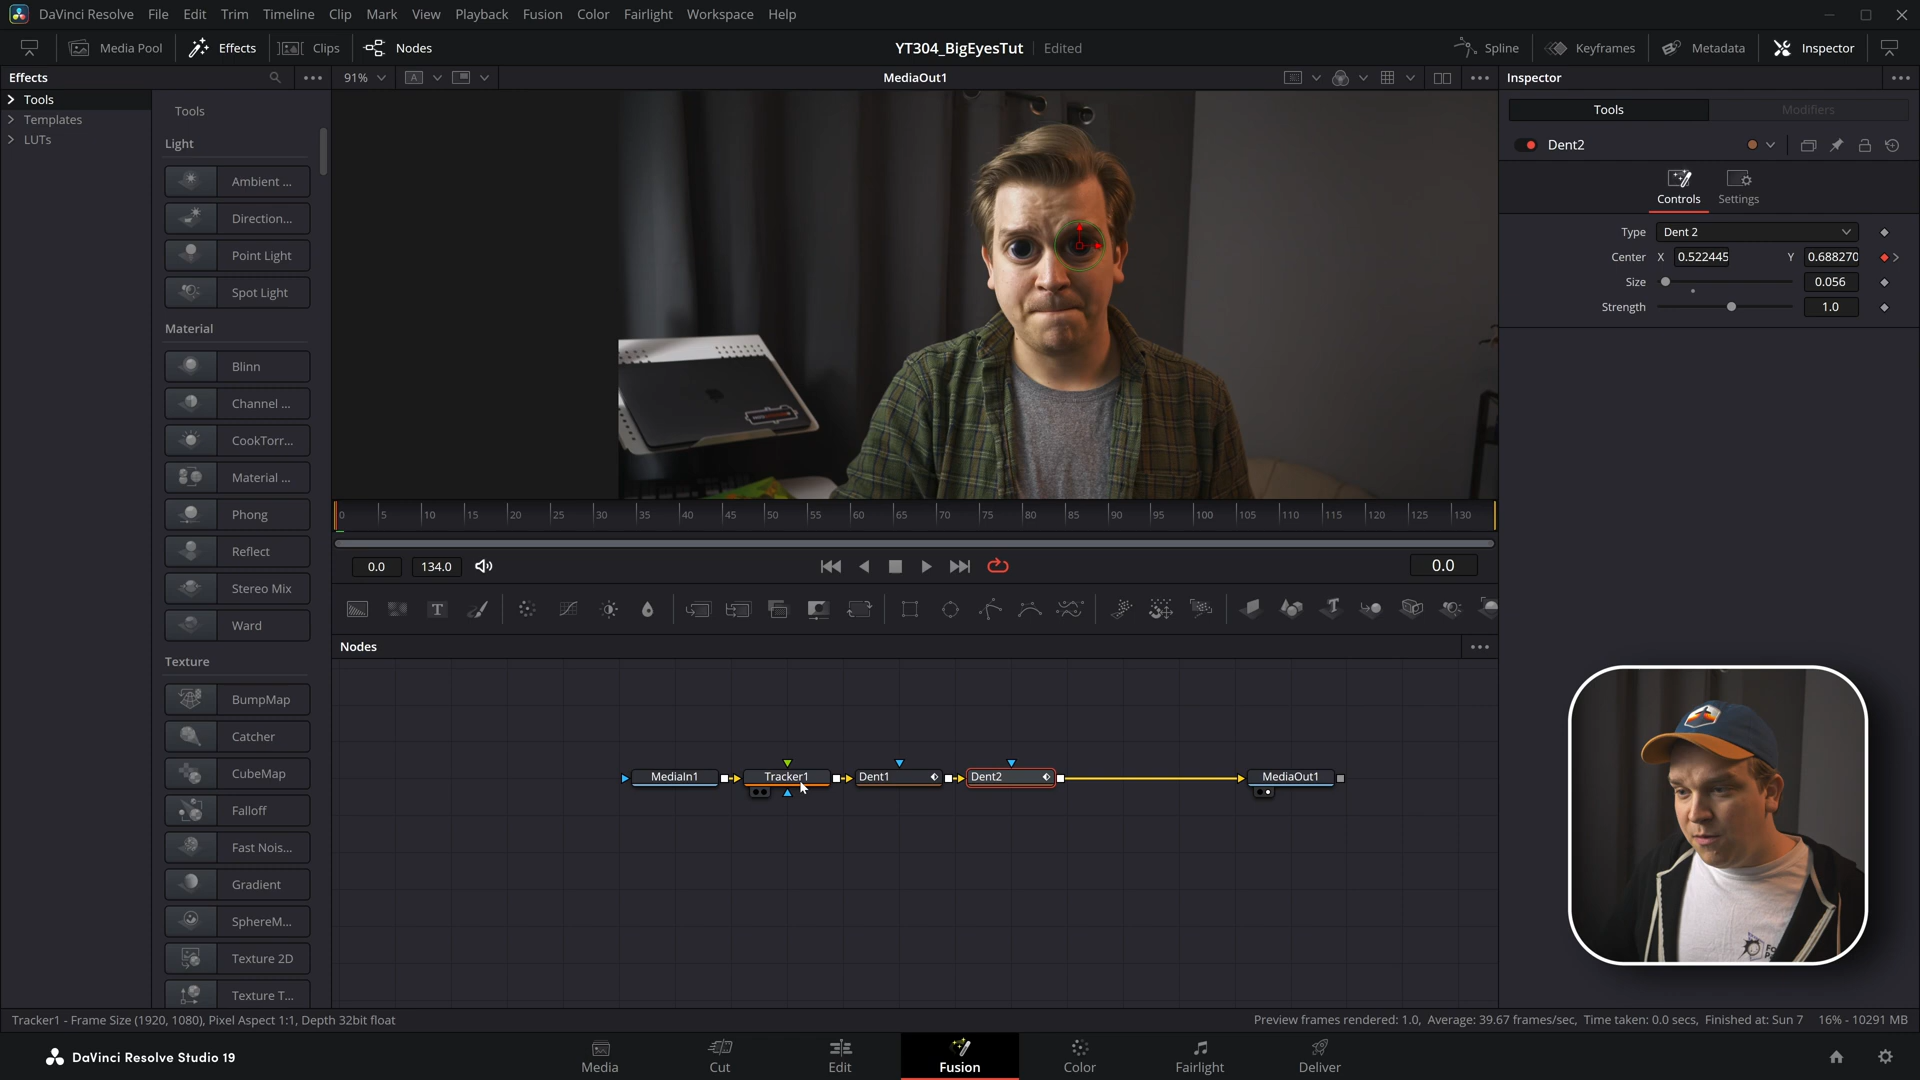 DaVinci Resolve File Edit Trim Timeline Clip Mark View Playback Fusion Color Fairlight Workspace Help
Media Pool Effects Clips Nodes YT304_BigEyesTut Edited Spline Keyframes Metadata Inspector
Effects 91% A MediaOut1 Inspector
Tools
Templates
LUTs
Tools
Light
Ambient ...
Direction...
Point Light
Spot Light
Material
Blinn
Channel ...
CookTorr...
Material ...
Phong
Reflect
Stereo Mix
Ward
Texture
BumpMap
Catcher
CubeMap
Falloff
Fast Nois...
Gradient
SphereM...
Texture 2D
Texture T...
Tools Modifiers
Dent2
Controls Settings
Type Dent 2
Center X 0.522445 Y 0.688270
Size 0.056
Strength 1.0
0 5 10 15 20 25 30 35 40 45 50 55 60 65 70 75 80 85 90 95 100 105 110 115 120 125 130
0.0 134.0 0.0
T
Nodes
MediaIn1 Tracker1 Dent1 Dent2 MediaOut1
Tracker1 - Frame Size (1920, 1080), Pixel Aspect 1:1, Depth 32bit float
Preview frames rendered: 1.0, Average: 39.67 frames/sec, Time taken: 0.0 secs, Finished at: Sun 7 16% - 10291 MB
DaVinci Resolve Studio 19
Media Cut Edit Fusion Color Fairlight Deliver